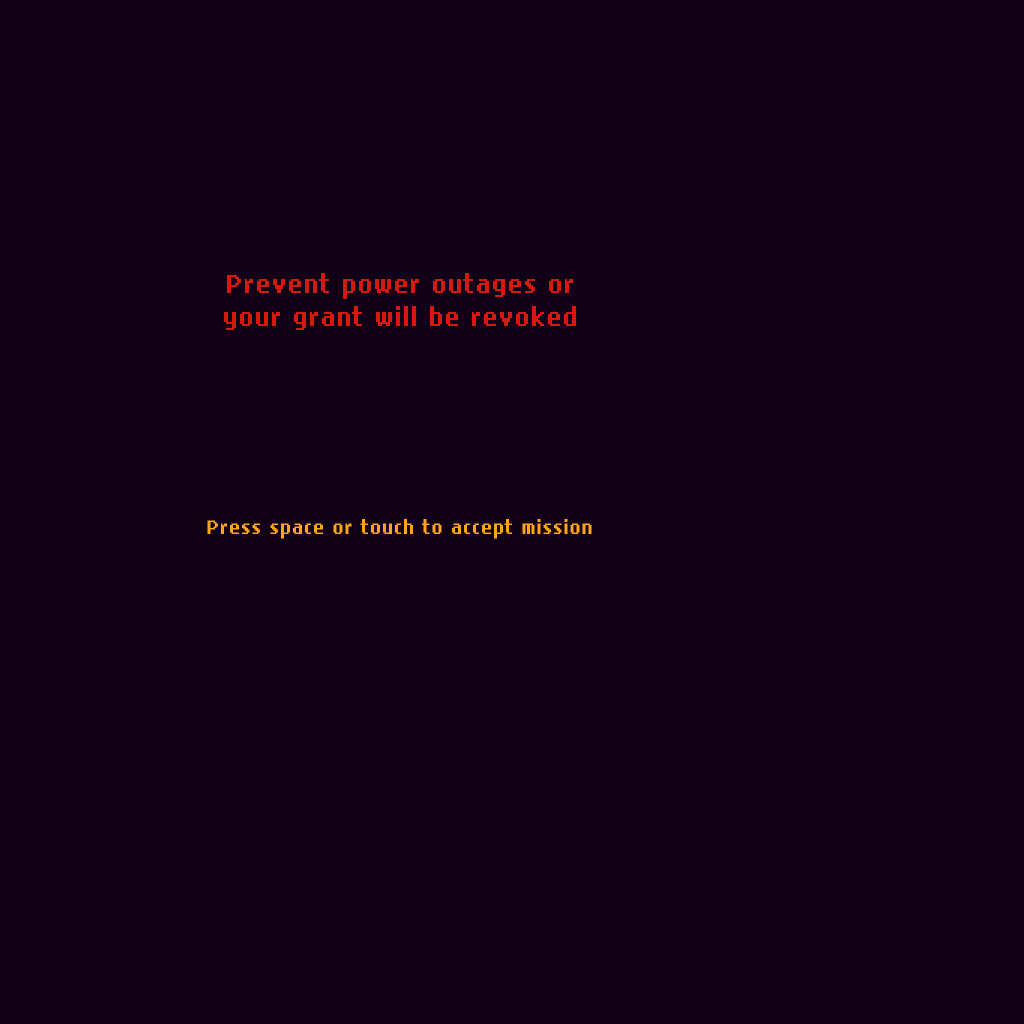 Prevent power outages or
your grant will be revoked
Press space or touch to accept mission